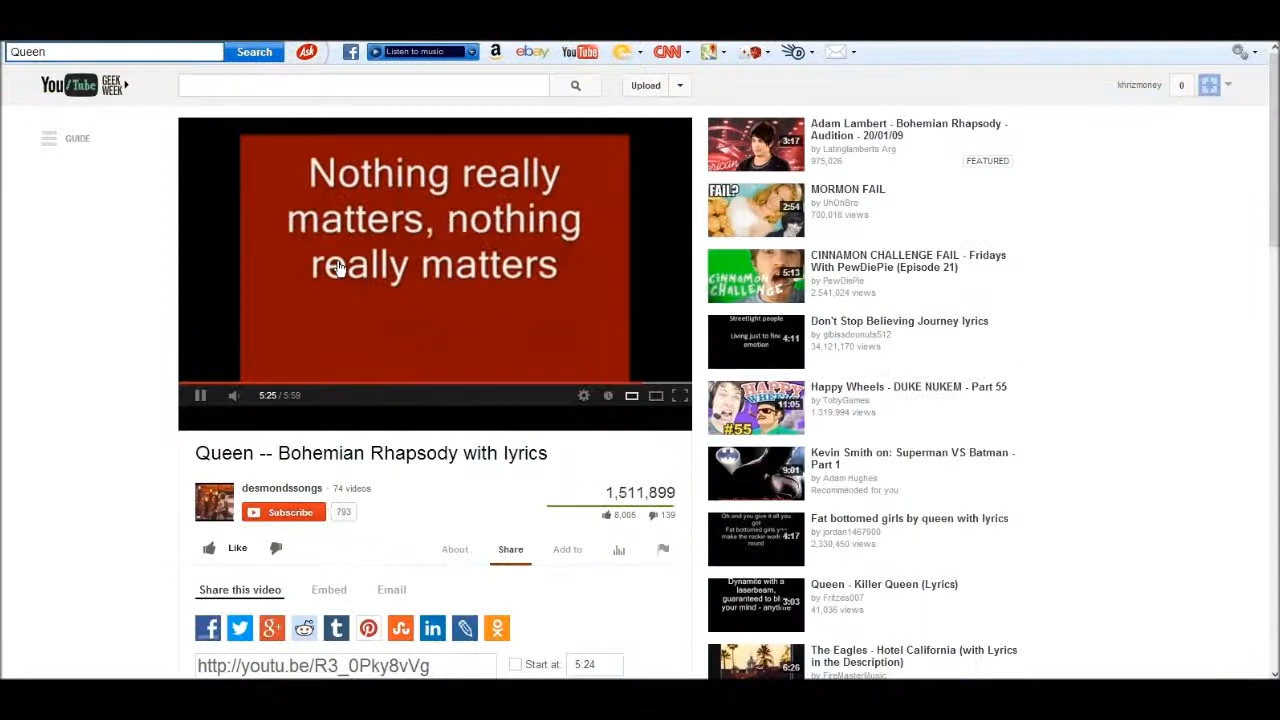 Queen
Search
Ask
Listen to music
a
ebay
YouTube
CNN
YouTube GEEK WEEK
Upload
khrizmoney
0
GUIDE
Nothing really
matters, nothing
really matters
5:25 / 5:59
Queen -- Bohemian Rhapsody with lyrics
desmondssongs · 74 videos
Subscribe
793
1,511,899
8,005
139
Like
About
Share
Add to
Share this video
Embed
Email
http://youtu.be/R3_0Pky8vVg
Start at:
5:24
3:17
Adam Lambert - Bohemian Rhapsody -
Audition - 20/01/09
by Latinglamberts Arg
975,026
FEATURED
FAIL?
2:54
MORMON FAIL
by UhOhBro
700,018 views
CINNAMON
CHALLENGE
5:13
CINNAMON CHALLENGE FAIL - Fridays
With PewDiePie (Episode 21)
by PewDiePie
2,541,024 views
Streetlight people
Living just to find
emotion
4:11
Don't Stop Believing Journey lyrics
34,121,170 views
HAPPY
WHEELS
11:05
#55
Happy Wheels - DUKE NUKEM - Part 55
by TobyGames
1,319,994 views
9:01
Kevin Smith on: Superman VS Batman -
Part 1
by Adam Hughes
Recommended for you
Oh and you give it all you
got
Fat bottomed girls you
make the rockin world go
round
4:17
Fat bottomed girls by queen with lyrics
by jordan1467900
2,330,450 views
Dynamite with a
laserbeam,
guaranteed to bl
your mind - anytime
3:03
Queen - Killer Queen (Lyrics)
by Fritzes007
41,036 views
6:26
The Eagles - Hotel California (with Lyrics
in the Description)
by FireMasterMusic